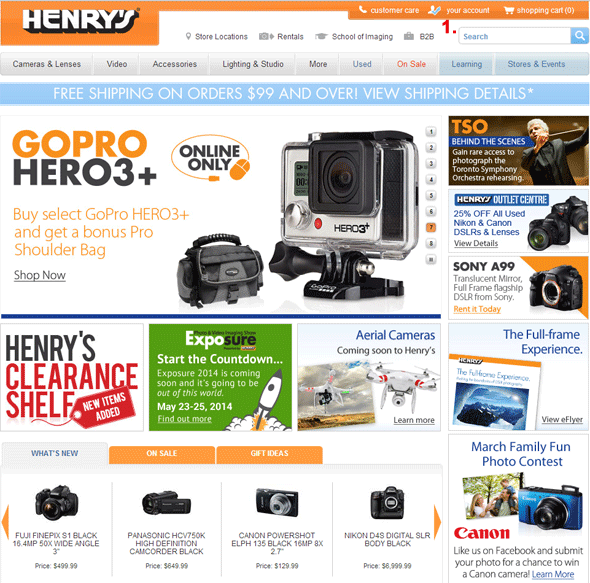 HENRY'S
customer care
your account
shopping cart (0)
1.
Store Locations
Rentals
School of Imaging
B2B
Search
Cameras & Lenses
Video
Accessories
Lighting & Studio
More
Used
On Sale
Learning
Stores & Events
FREE SHIPPING ON ORDERS $99 AND OVER! VIEW SHIPPING DETAILS*
GOPRO
HERO3+
ONLINE
ONLY
Buy select GoPro HERO3+
and get a bonus Pro
Shoulder Bag
Shop Now
HERO3+
1
2
3
4
5
6
7
8
TSO
BEHIND THE SCENES
Gain rare access to
photograph the
Toronto Symphony
Orchestra rehearsing.
HENRY'S OUTLET CENTRE
25% OFF All Used
Nikon & Canon
DSLRs & Lenses
View Details
SONY A99
Translucent Mirror,
Full Frame flagship
DSLR from Sony.
Rent it Today
HENRY'S
CLEARANCE
SHELF
NEW ITEMS
ADDED
Photo & Video Imaging Show
Exposure
Start the Countdown...
Exposure 2014 is coming
soon and it's going to be
out of this world.
May 23-25, 2014
Find out more
Aerial Cameras
Coming soon to Henry's
Learn more
The Full-frame
Experience.
HENRY'S
The Full-frame Experience.
View eFlyer
WHAT'S NEW
ON SALE
GIFT IDEAS
FUJI FINEPIX S1 BLACK
16.4MP 50X WIDE ANGLE
3"
Price: $499.99
PANASONIC HCV750K
HIGH DEFINITION
CAMCORDER BLACK
Price: $649.99
CANON POWERSHOT
ELPH 135 BLACK 16MP 8X
2.7"
Price: $129.99
NIKON D4S DIGITAL SLR
BODY BLACK
Price: $6,999.99
March Family Fun
Photo Contest
Canon
Like us on Facebook and submit
your photo for a chance to win
a Canon camera! Learn More